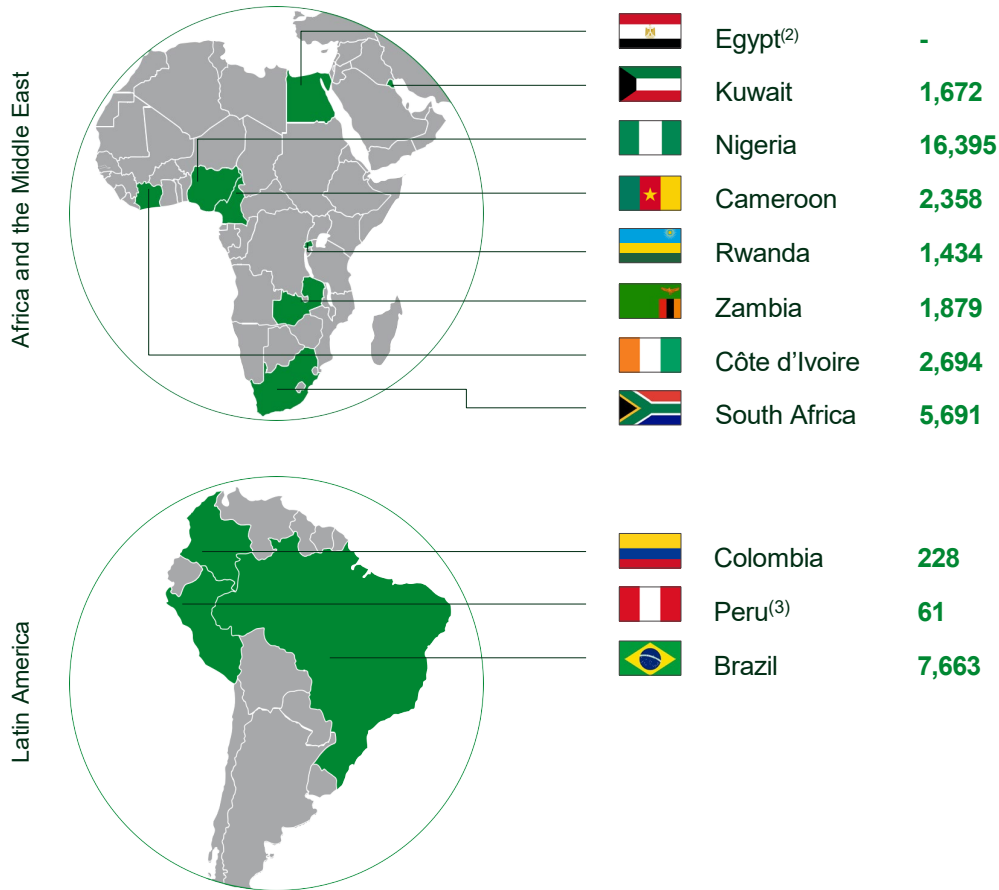 Africa and the Middle East
Egypt(2) -
Kuwait 1,672
Nigeria 16,395
Cameroon 2,358
Rwanda 1,434
Zambia 1,879
Côte d’Ivoire 2,694
South Africa 5,691
Latin America
Colombia 228
Peru(3) 61
Brazil 7,663